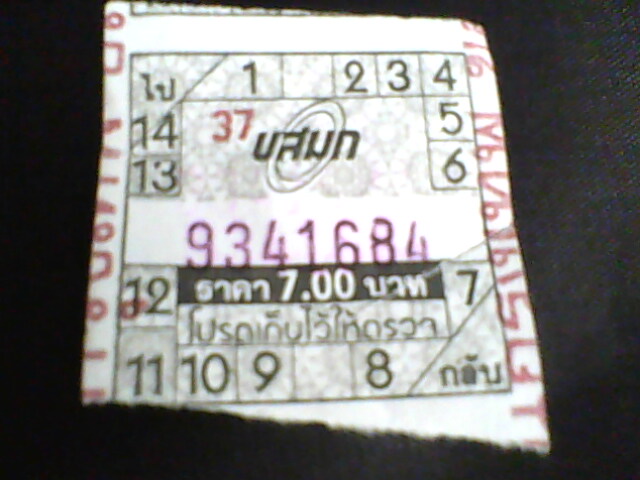 ไป 1 2 3 4
14 37 ขสมก 5
13 6
9341684
12 ราคา 7.00 บาท 7
โปรดเก็บไว้ให้ตรวจ
11 10 9 8 กลับ